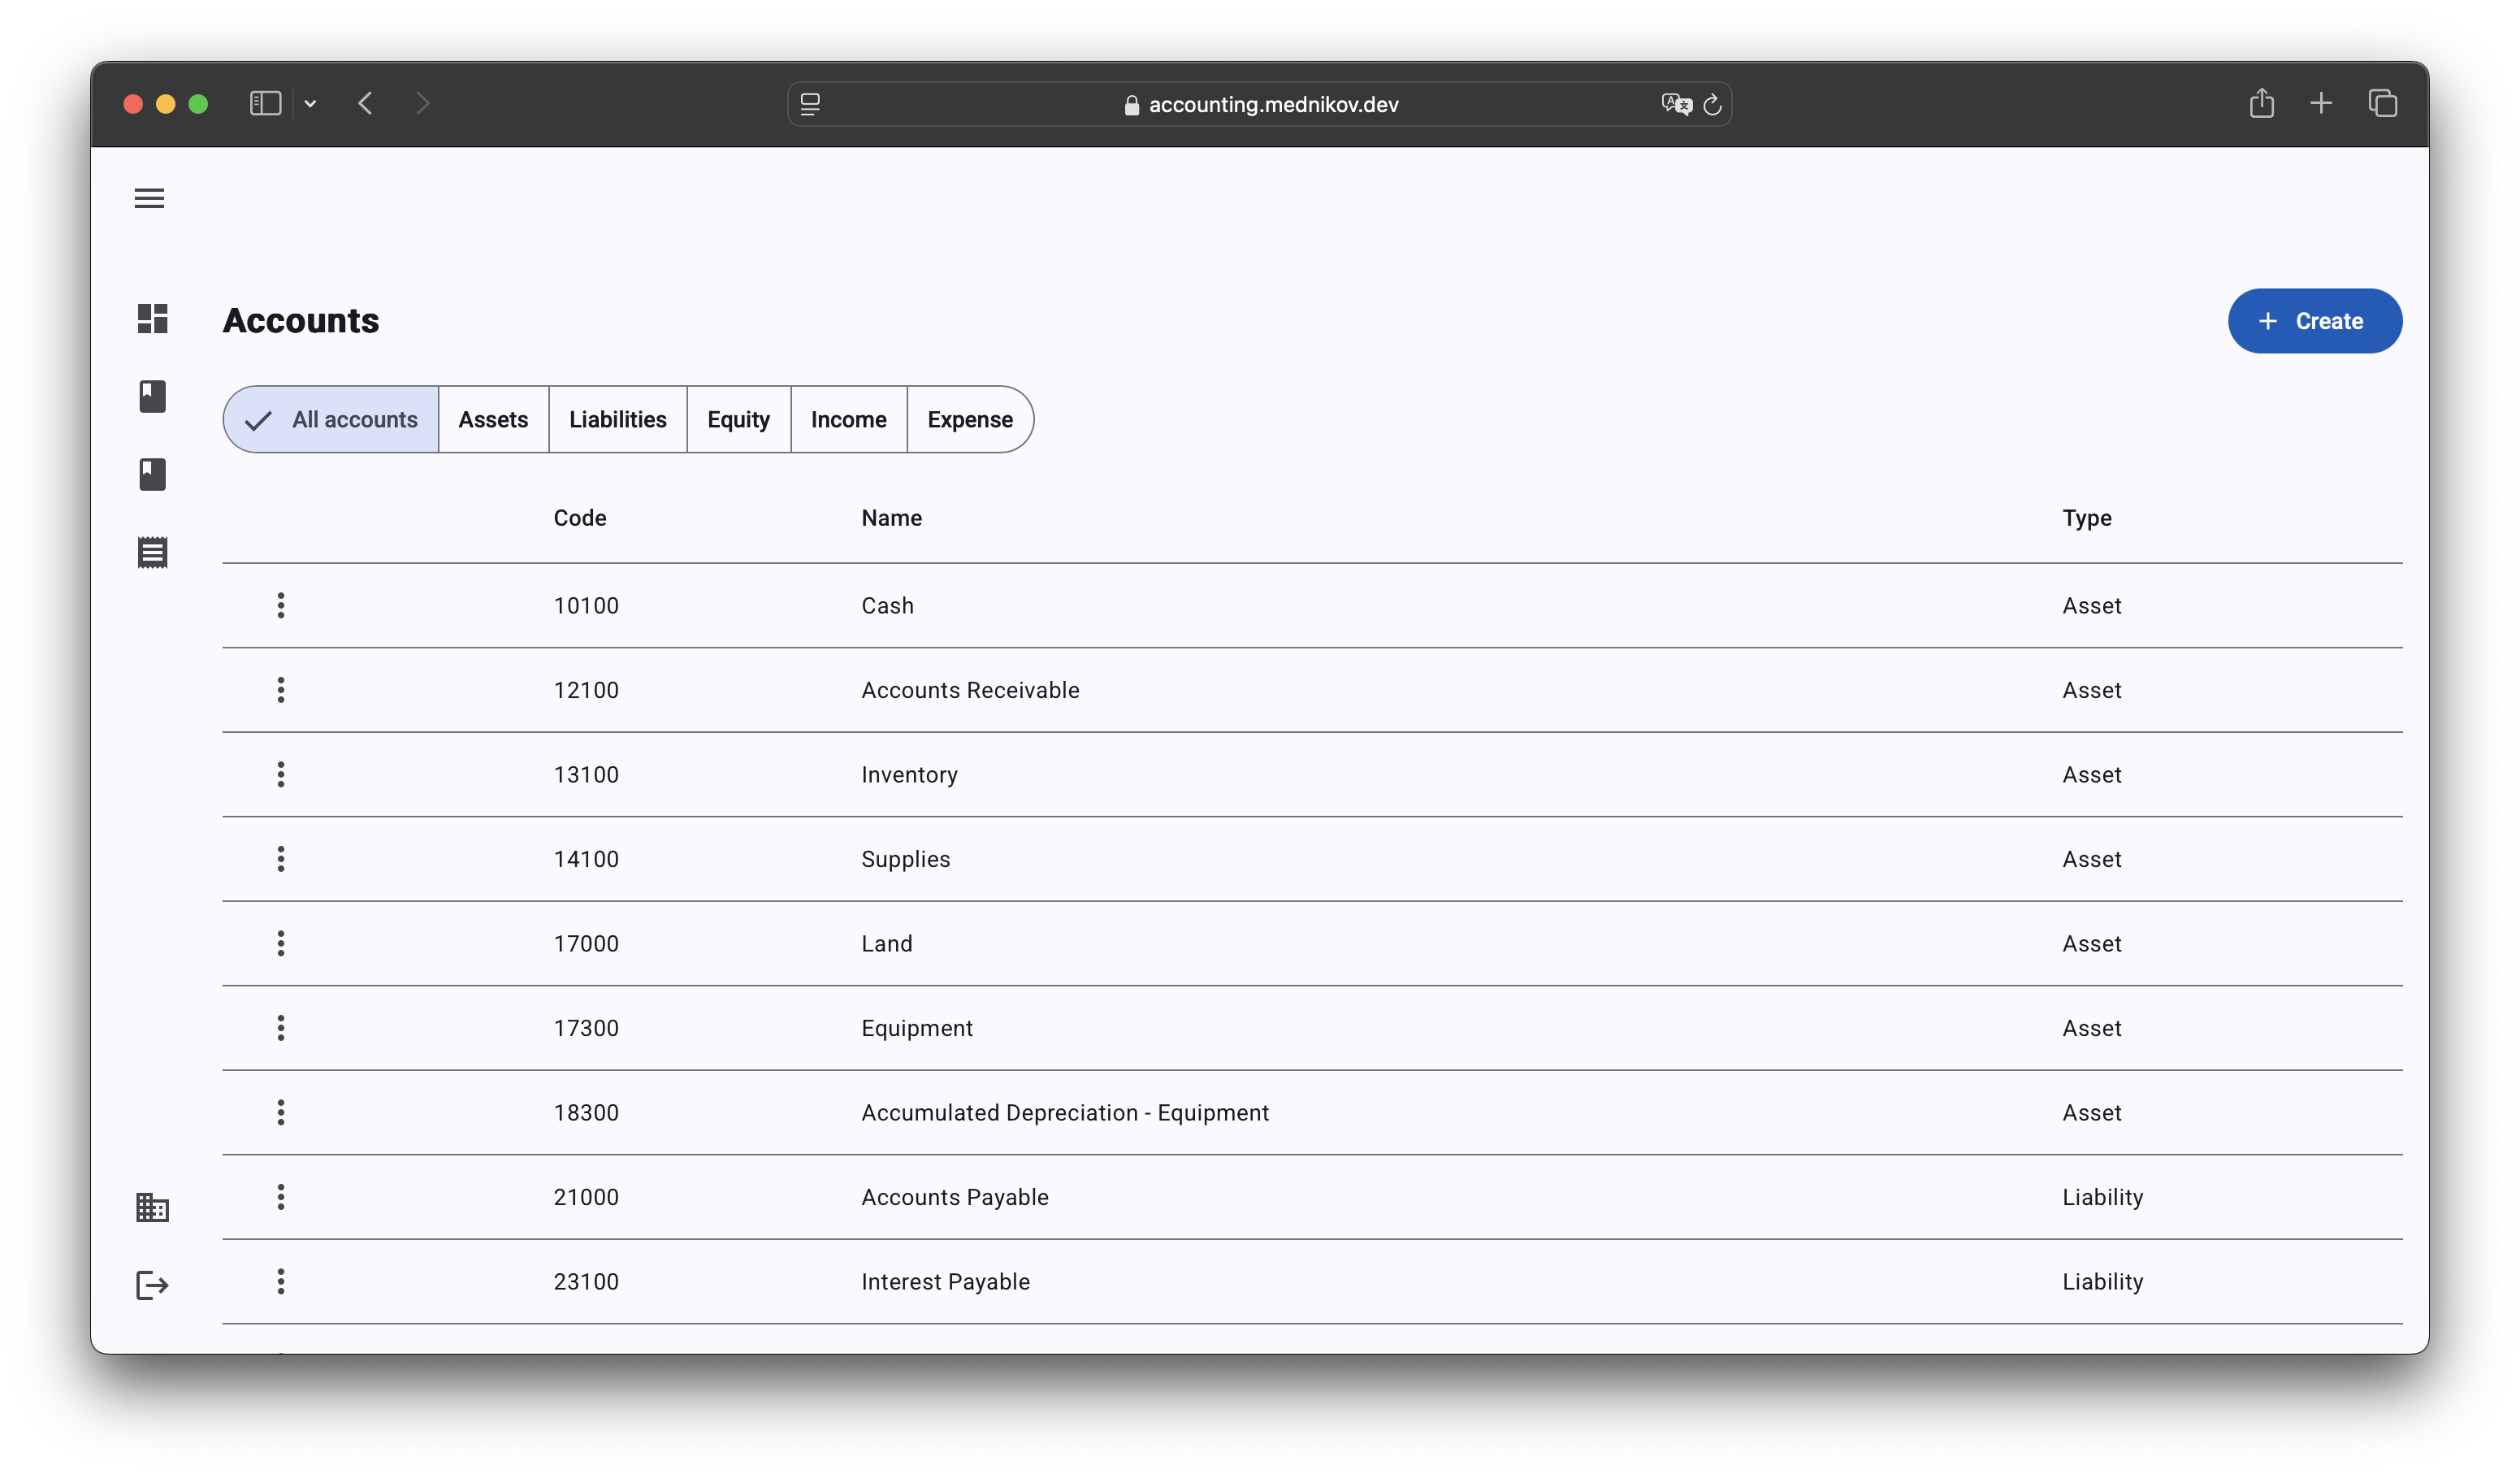 accounting.mednikov.dev
Accounts
Create
All accounts Assets Liabilities Equity Income Expense
Code Name Type
10100 Cash Asset
12100 Accounts Receivable Asset
13100 Inventory Asset
14100 Supplies Asset
17000 Land Asset
17300 Equipment Asset
18300 Accumulated Depreciation - Equipment Asset
21000 Accounts Payable Liability
23100 Interest Payable Liability